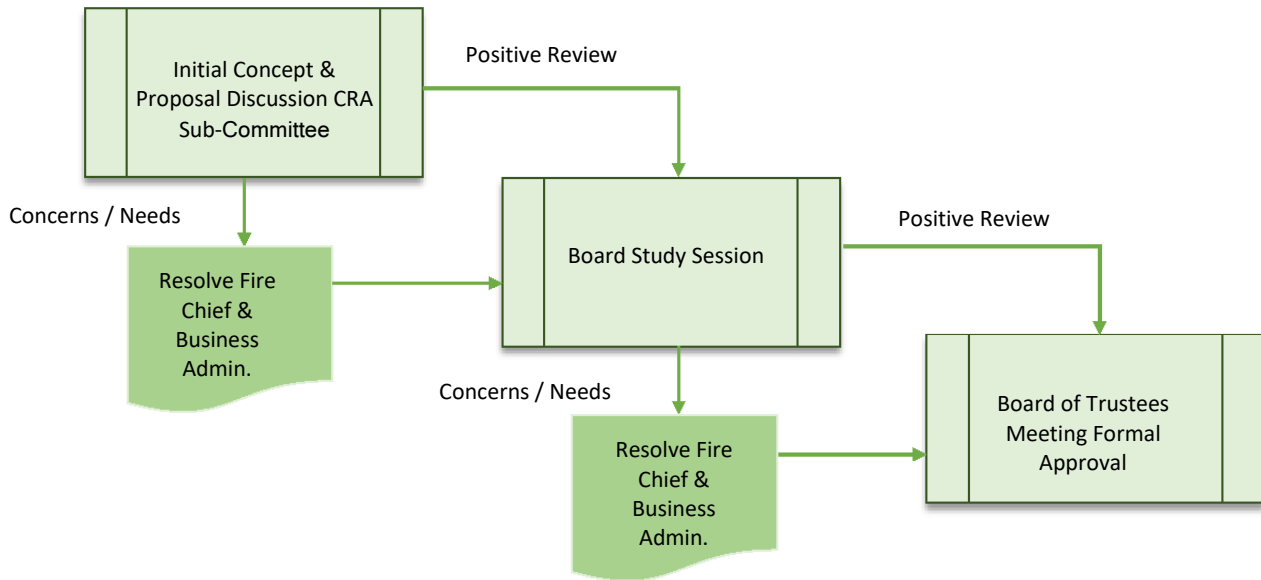 Initial Concept &
Proposal Discussion CRA
Sub-Committee
Positive Review
Concerns / Needs
Resolve Fire
Chief &
Business
Admin.
Board Study Session
Positive Review
Concerns / Needs
Resolve Fire
Chief &
Business
Admin.
Board of Trustees
Meeting Formal
Approval